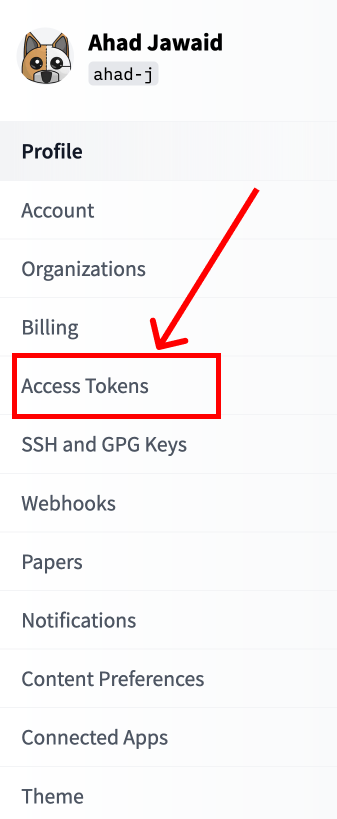 Ahad Jawaid
ahad-j
Profile
Account
Organizations
Billing
Access Tokens
SSH and GPG Keys
Webhooks
Papers
Notifications
Content Preferences
Connected Apps
Theme